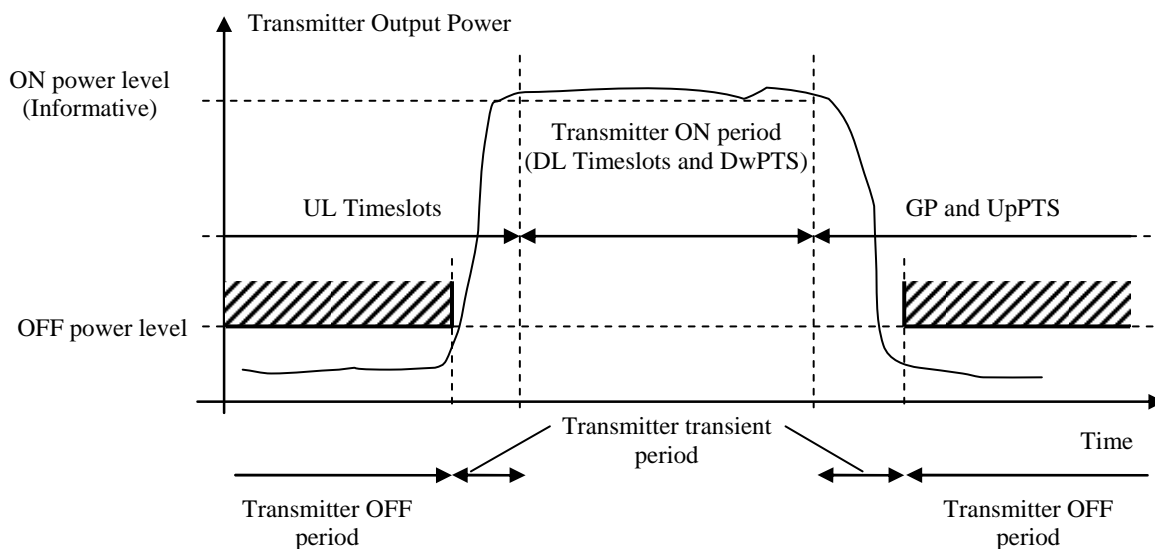 Transmitter Output Power
ON power level
(Informative)
Transmitter ON period
(DL Timeslots and DwPTS)
UL Timeslots
GP and UpPTS
OFF power level
Transmitter transient
period
Time
Transmitter OFF
period
Transmitter OFF
period